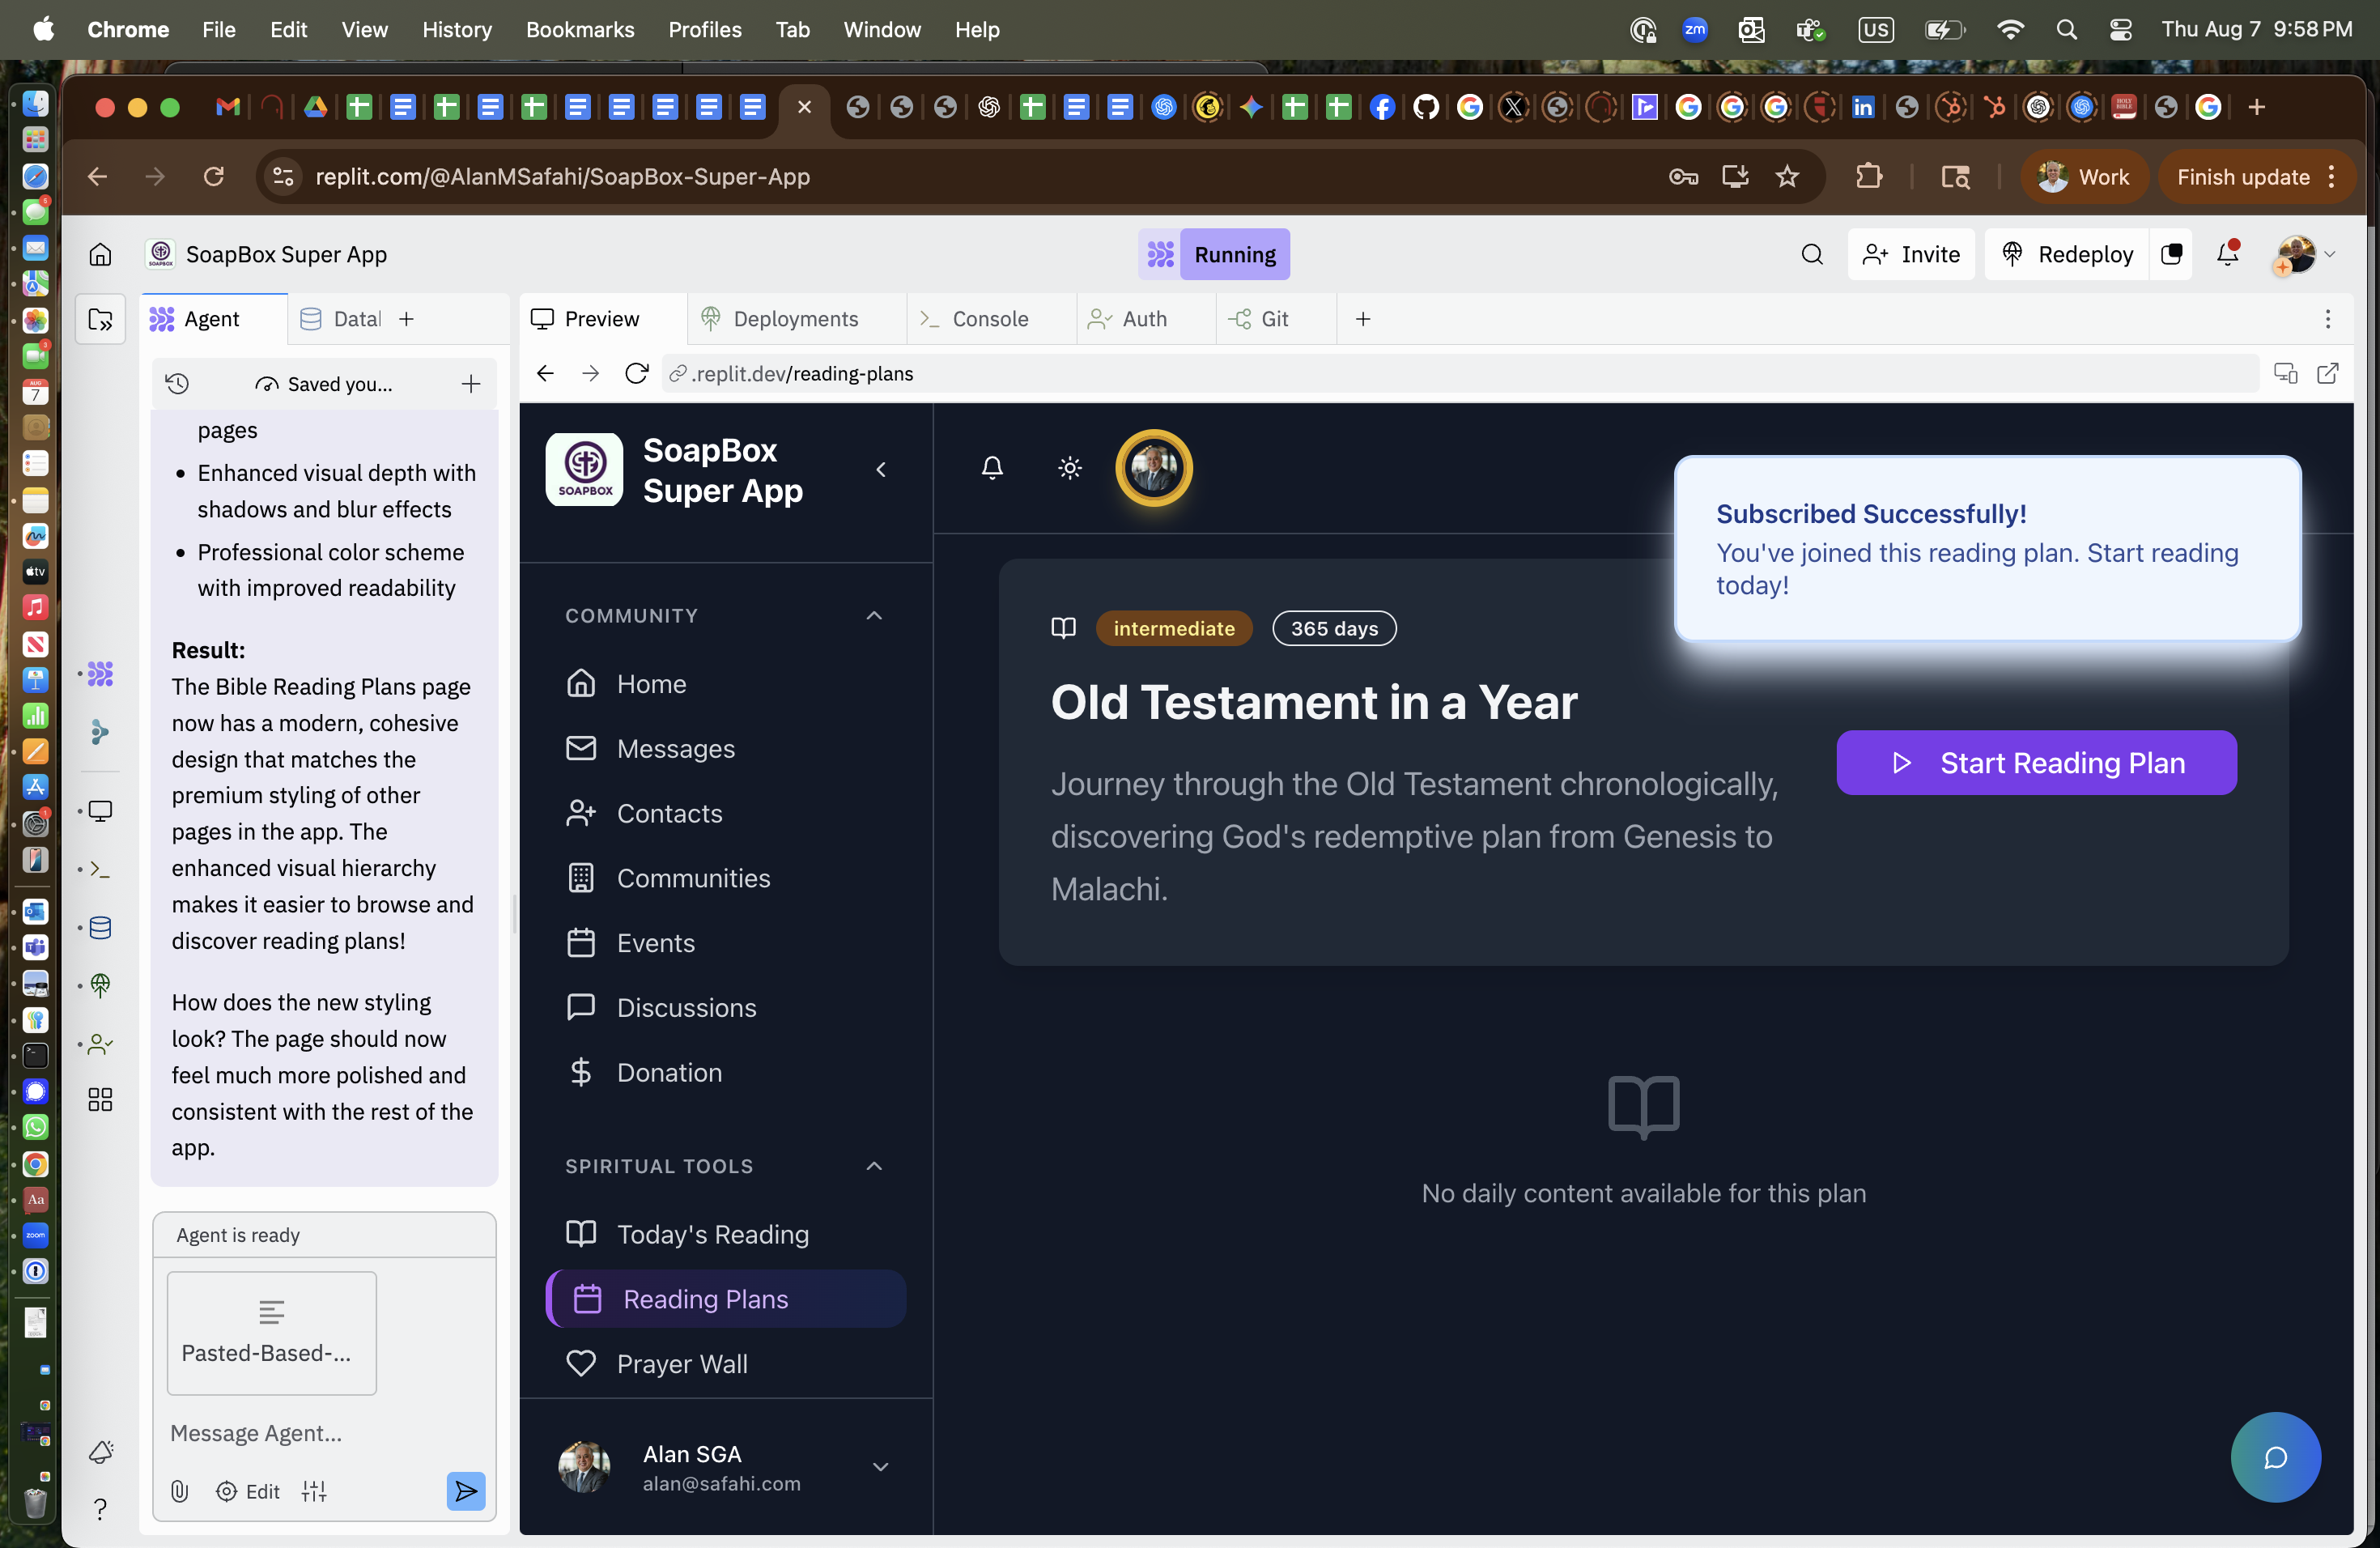 Chrome File Edit View History Bookmarks Profiles Tab Window Help
zm US Thu Aug 7 9:58 PM
replit.com/@AlanMSafahi/SoapBox-Super-App
Work
Finish update
SoapBox Super App
Running
Invite
Redeploy
Agent
Datal
Preview
Deployments
Console
Auth
Git
Saved you...
.replit.dev/reading-plans
pages
• Enhanced visual depth with
shadows and blur effects
• Professional color scheme
with improved readability
Result:
The Bible Reading Plans page
now has a modern, cohesive
design that matches the
premium styling of other
pages in the app. The
enhanced visual hierarchy
makes it easier to browse and
discover reading plans!
How does the new styling
look? The page should now
feel much more polished and
consistent with the rest of the
app.
Agent is ready
Pasted-Based-...
Message Agent...
Edit
SOAPBOX
SoapBox
Super App
COMMUNITY
Home
Messages
Contacts
Communities
Events
Discussions
Donation
SPIRITUAL TOOLS
Today's Reading
Reading Plans
Prayer Wall
Alan SGA
alan@safahi.com
Subscribed Successfully!
You've joined this reading plan. Start reading
today!
intermediate
365 days
Old Testament in a Year
Journey through the Old Testament chronologically,
discovering God's redemptive plan from Genesis to
Malachi.
Start Reading Plan
No daily content available for this plan